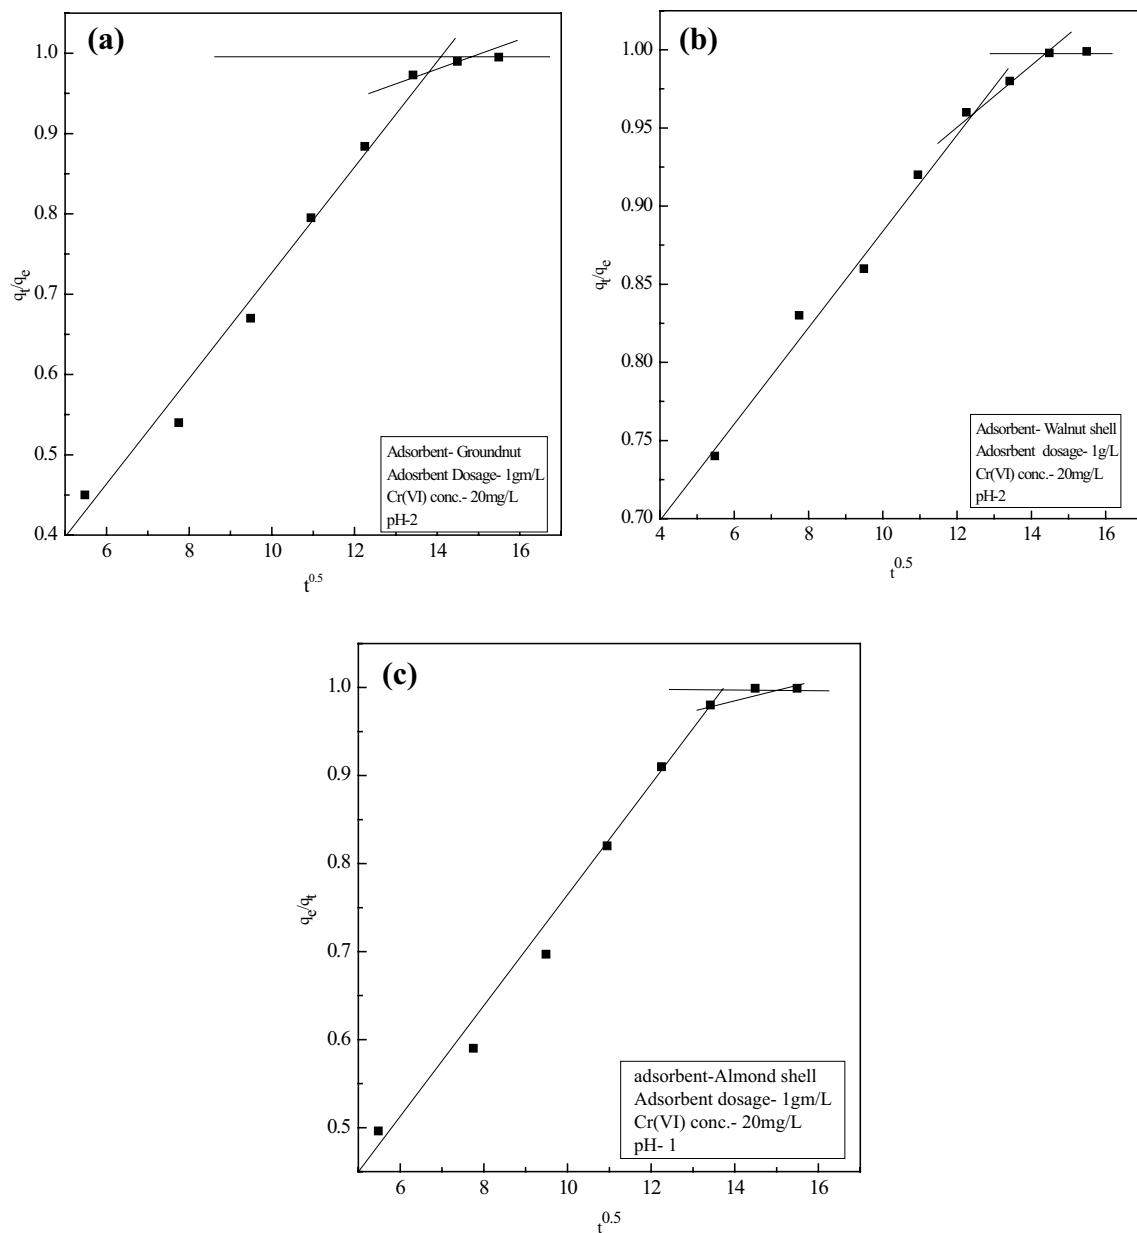 (a)
1.0
0.9
0.8
0.7
0.6
0.5
0.4
qt/qe
8
10
12
14
16
t0.5
Adsorbent- Groundnut
Adosrbent Dosage- 1gm/L
Cr(VI) conc.- 20mg/L
pH-2
(b)
1.00
0.95
0.90
0.85
0.80
0.75
0.70
qt/qe
4
6
8
10
12
14
16
t0.5
Adsorbent- Walnut shell
Adosrbent dosage- 1g/L
Cr(VI) conc.- 20mg/L
pH-2
(c)
1.0
0.9
0.8
0.7
0.6
0.5
qe/qt
6
8
10
12
14
16
t0.5
adsorbent-Almond shell
Adsorbent dosage- 1gm/L
Cr(VI) conc.- 20mg/L
pH- 1